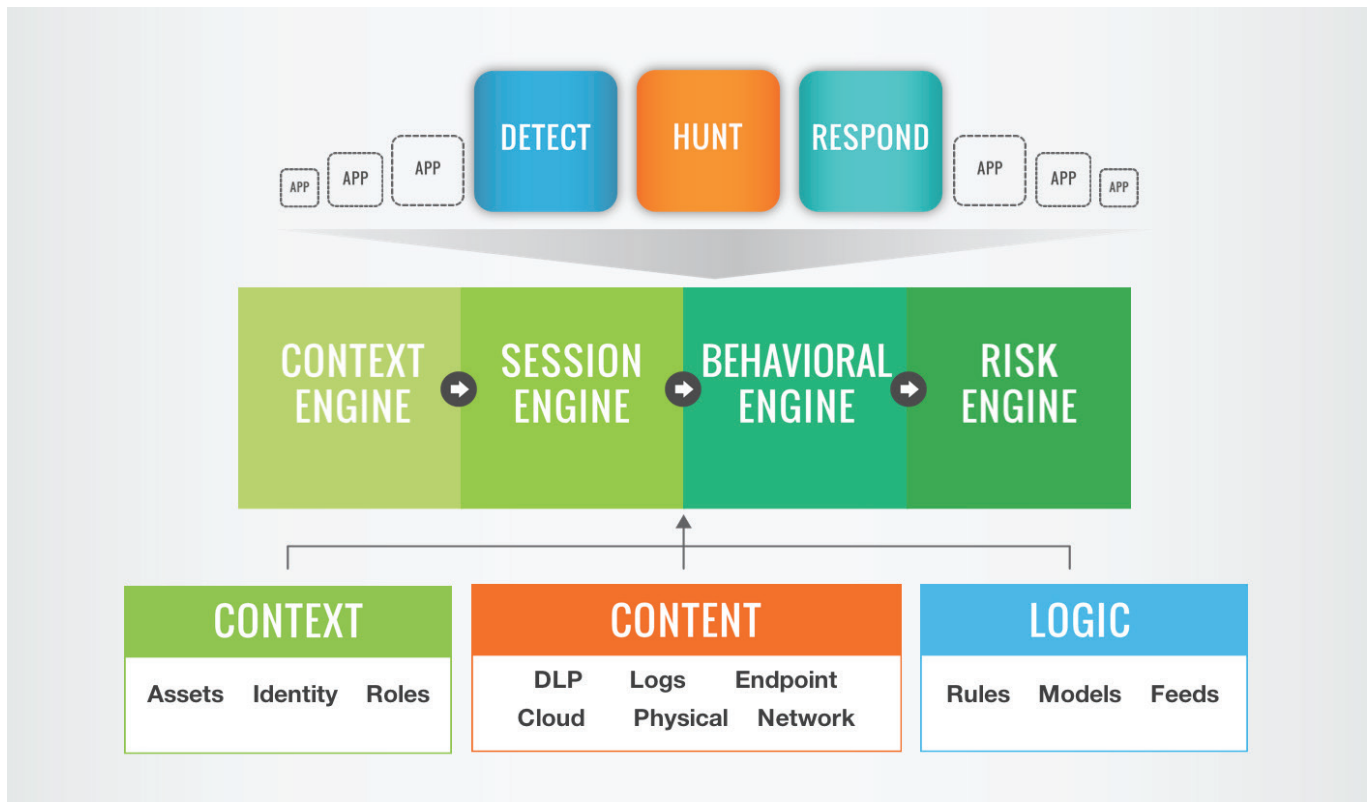 APP
APP
APP
DETECT
HUNT
RESPOND
APP
APP
APP
CONTEXT
ENGINE
SESSION
ENGINE
BEHAVIORAL
ENGINE
RISK
ENGINE
CONTEXT
Assets Identity Roles
CONTENT
DLP Logs Endpoint
Cloud Physical Network
LOGIC
Rules Models Feeds